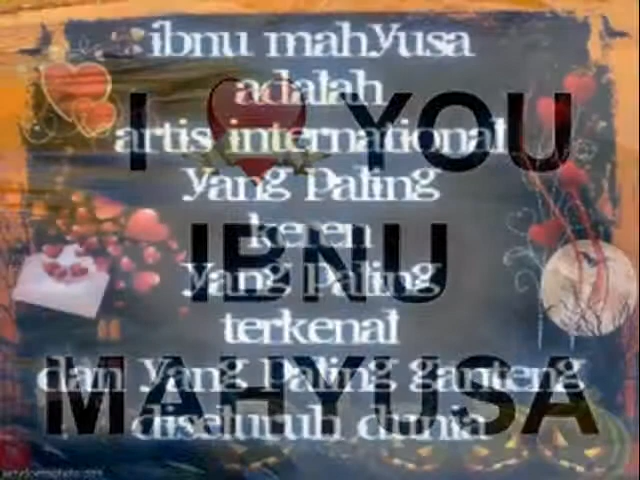 ibnu mahyusa
adalah
artis international
yang paling
keren
yang paling
terkenal
dan yang paling ganteng
diseluruh dunia
I YOU
IBNU
MAHYUSA